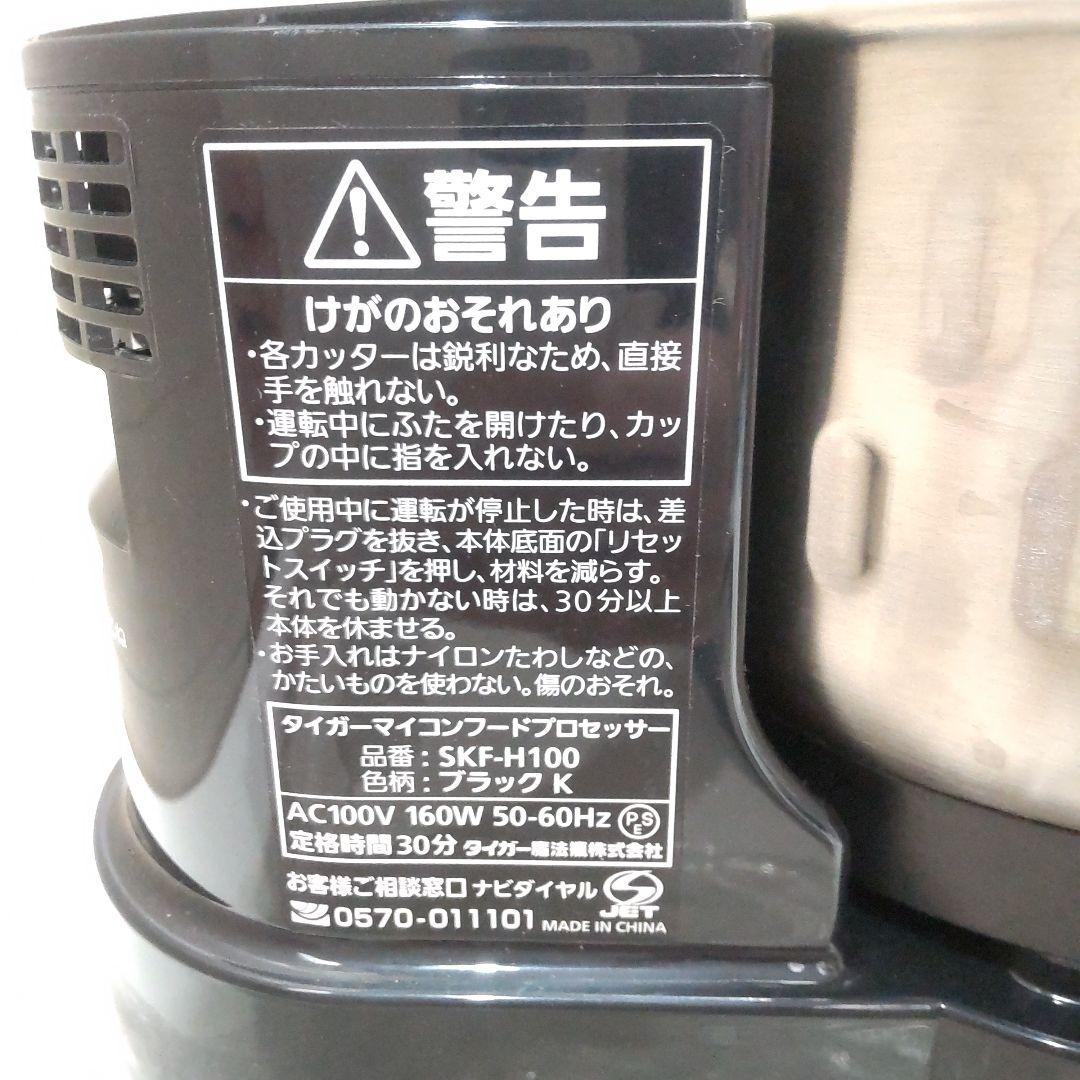 警告
けがのおそれあり
・各カッターは鋭利なため、直接
手を触れない。
・運転中にふたを開けたり、カッ
プの中に指を入れない。
・ご使用中に運転が停止した時は、差
込プラグを抜き、本体底面の「リセッ
トスイッチ」を押し、材料を減らす。
それでも動かない時は、30分以上
本体を休ませる。
・お手入れはナイロンたわしなどの、
かたいものを使わない。傷のおそれ。
タイガーマイコンフードプロセッサー
品番：SKF-H100
色柄：ブラック K
AC100V 160W 50-60Hz PSE
定格時間30分 タイガー魔法瓶株式会社
お客様ご相談窓口 ナビダイヤル JET
0570-011101 MADE IN CHINA